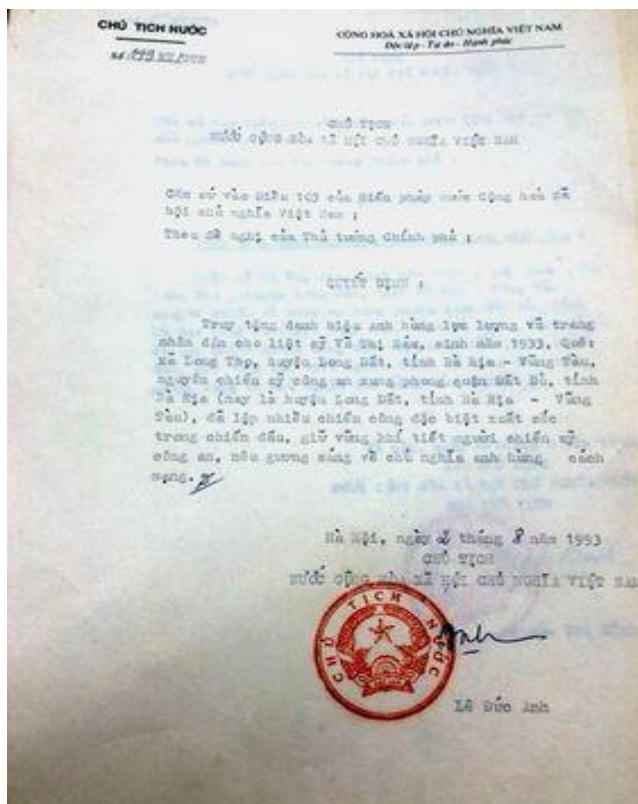 CHỦ TỊCH NƯỚC
CỘNG HOÀ XÃ HỘI CHỦ NGHĨA VIỆT NAM
Độc lập - Tự do - Hạnh phúc
Số:
CHỦ TỊCH
NƯỚC CỘNG HÒA XÃ HỘI CHỦ NGHĨA VIỆT NAM
Căn cứ vào Điều 103 của Hiến pháp nước Cộng hoà xã
hội chủ nghĩa Việt Nam ;
Theo đề nghị của Thủ tướng Chính phủ ;
QUYẾT ĐỊNH :
Truy tặng danh hiệu Anh hùng lực lượng vũ trang
nhân dân cho liệt sỹ Võ Thị Sáu, sinh năm 1933, Quê:
Xã Long Thọ, huyện Long Đất, tỉnh Bà Rịa - Vũng Tàu,
nguyên chiến sỹ công an xung phong quận Đất Đỏ, tỉnh
Bà Rịa (nay là huyện Long Đất, tỉnh Bà Rịa - Vũng
Tàu), đã lập nhiều chiến công đặc biệt xuất sắc
trong chiến đấu, giữ vững khí tiết người chiến sỹ
công an, nêu gương sáng về chủ nghĩa anh hùng cách
mạng.
Hà Nội, ngày 2 tháng 8 năm 1993
CHỦ TỊCH
NƯỚC CỘNG HÒA XÃ HỘI CHỦ NGHĨA VIỆT NAM
CHỦ TỊCH NƯỚC
Lê Đức Anh